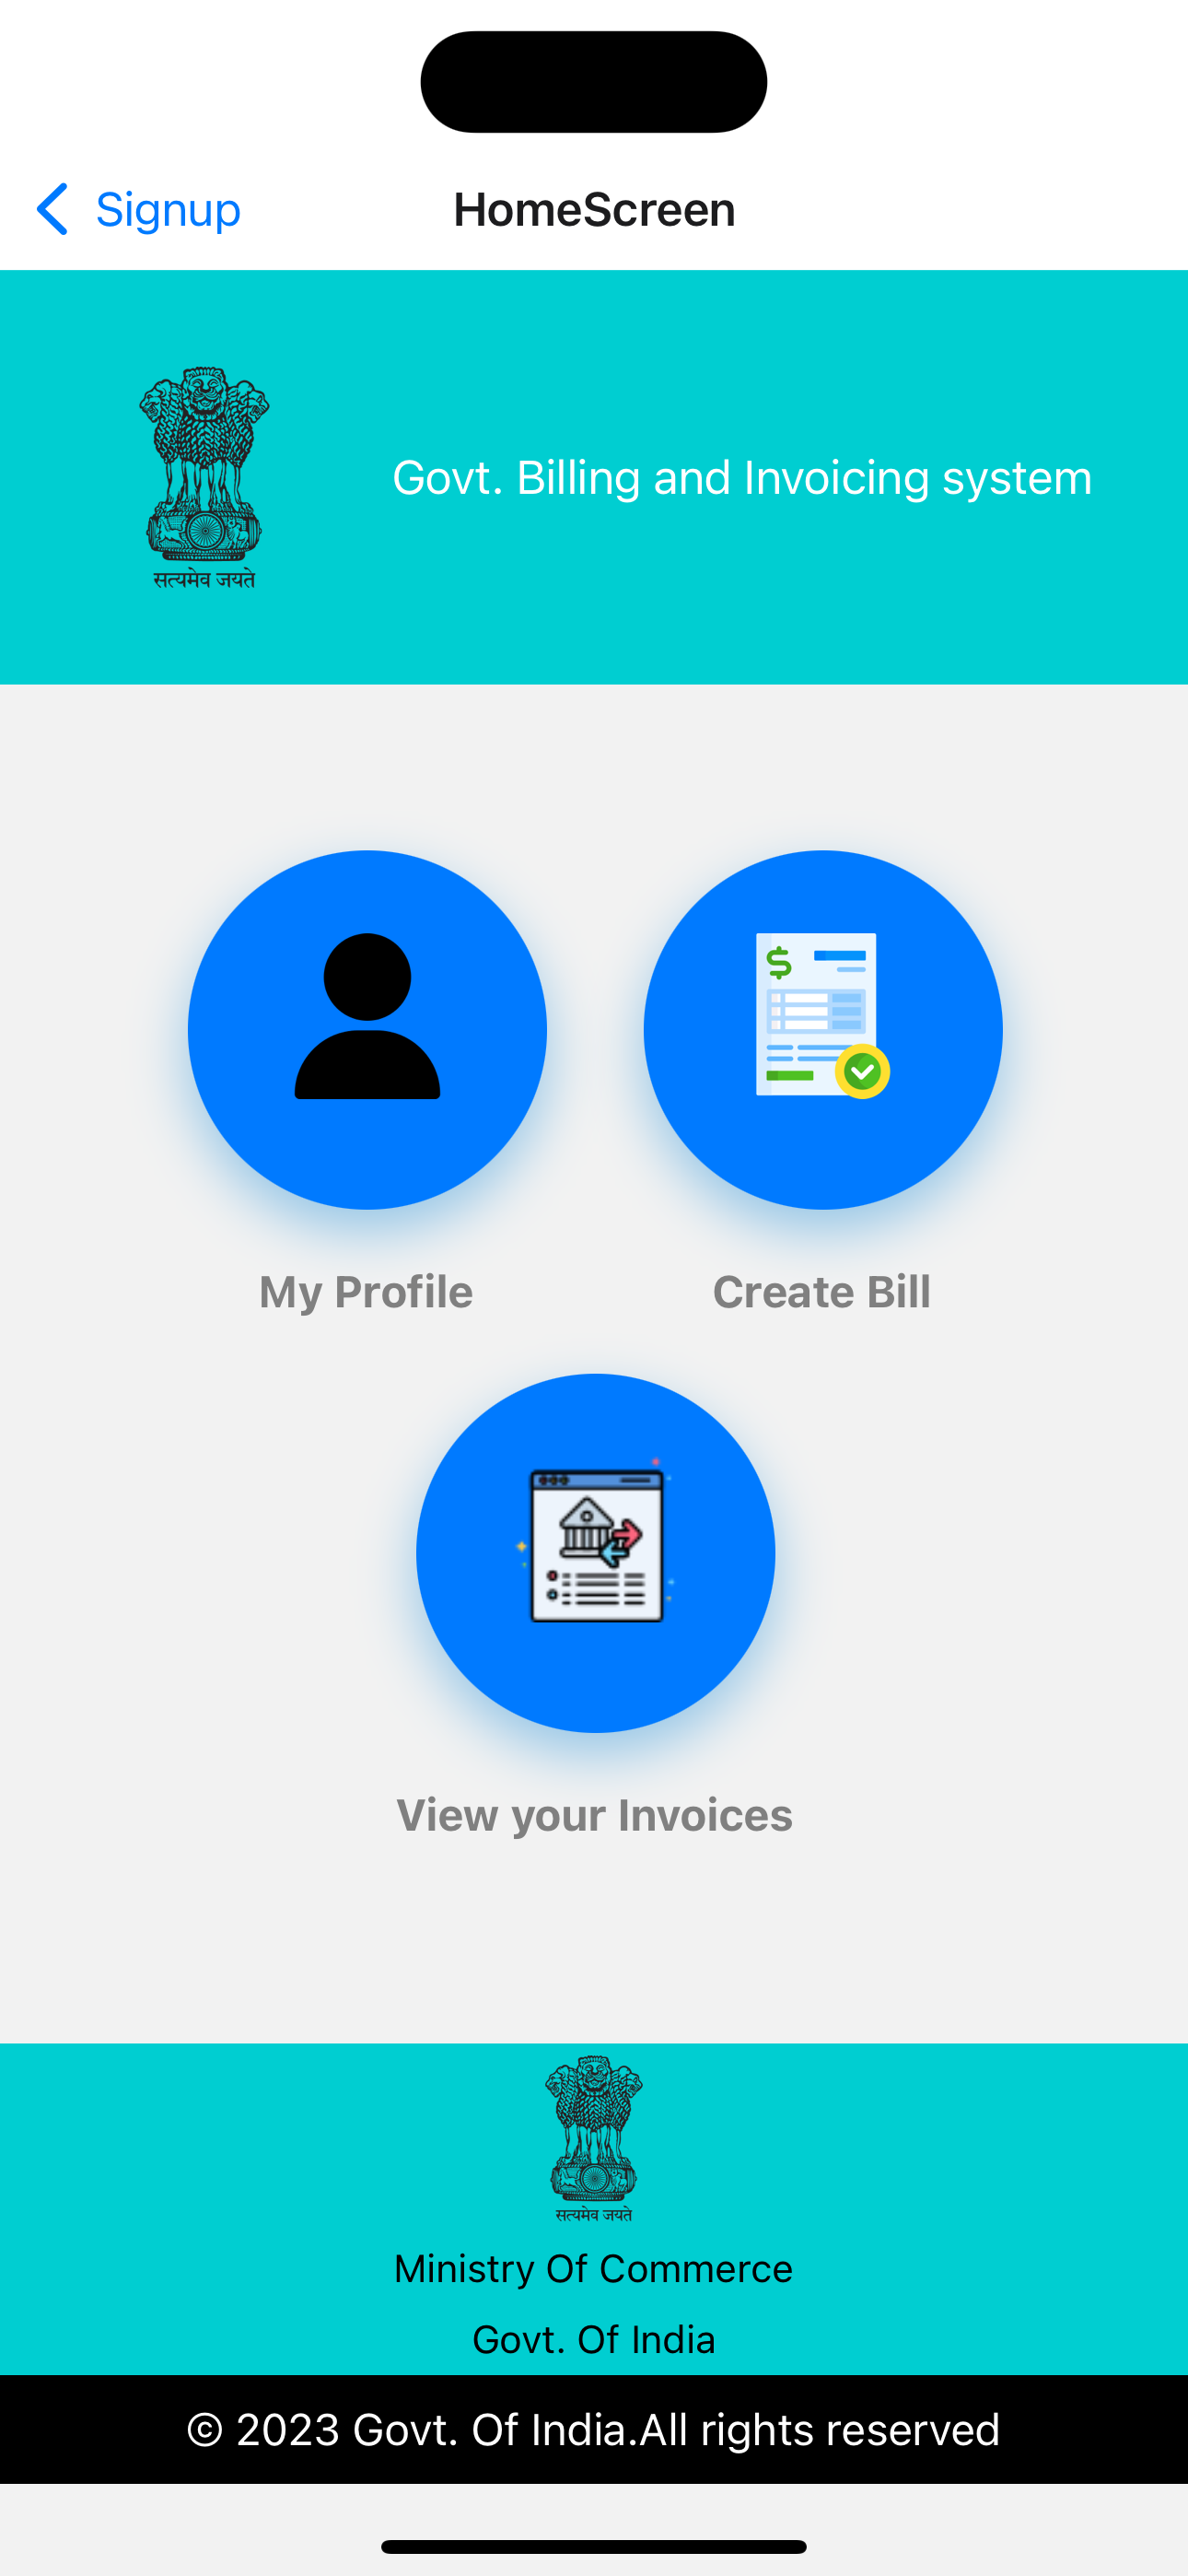 Signup
HomeScreen
Govt. Billing and Invoicing system
सत्यमेव जयते
My Profile
Create Bill
$
View your Invoices
सत्यमेव जयते
Ministry Of Commerce
Govt. Of India
© 2023 Govt. Of India.All rights reserved